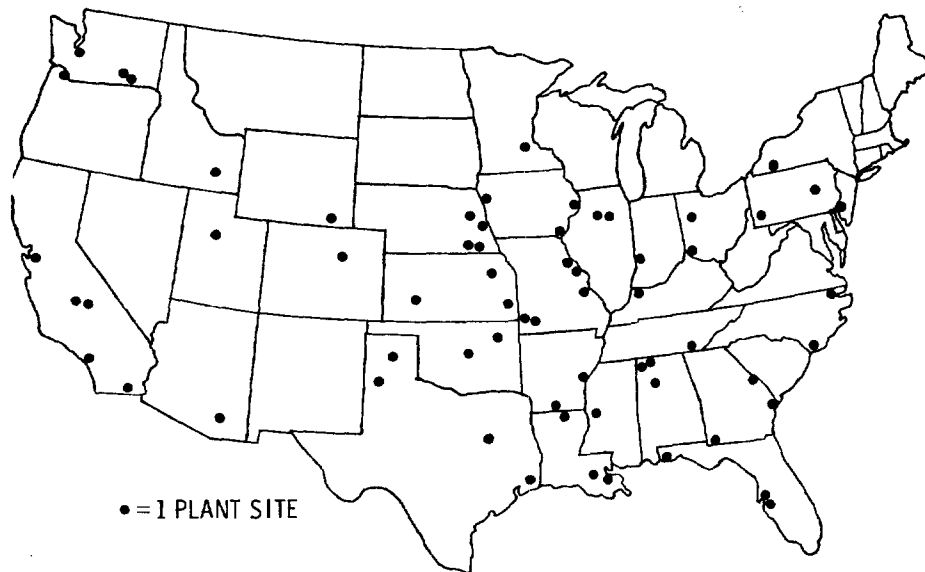 • = 1 PLANT SITE